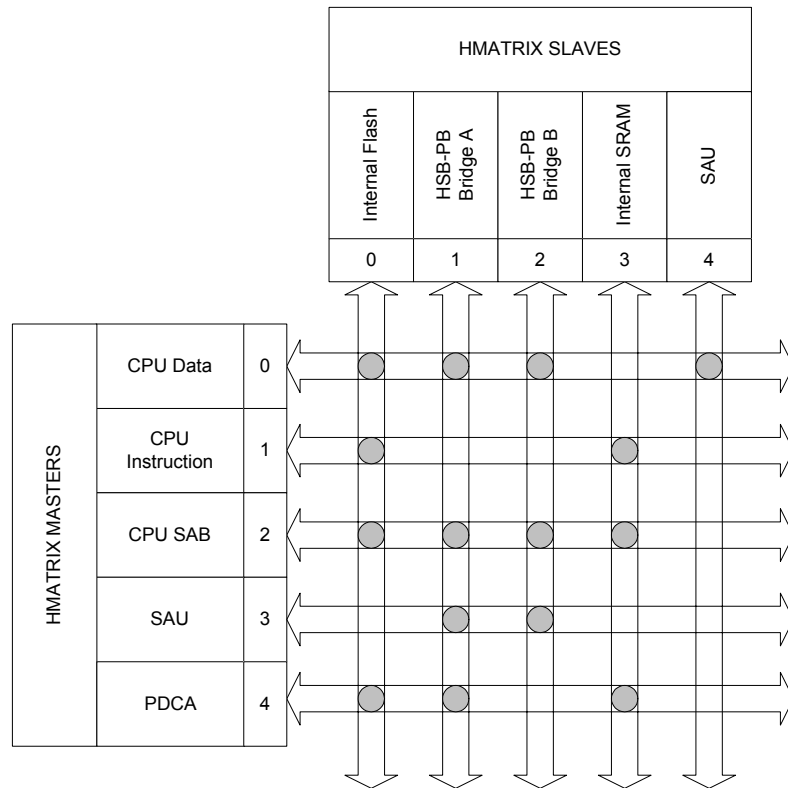 HMATRIX SLAVES
Internal Flash
HSB-PB
Bridge A
HSB-PB
Bridge B
Internal SRAM
SAU
0
1
2
3
4
HMATRIX MASTERS
CPU Data
0
CPU
Instruction
1
CPU SAB
2
SAU
3
PDCA
4